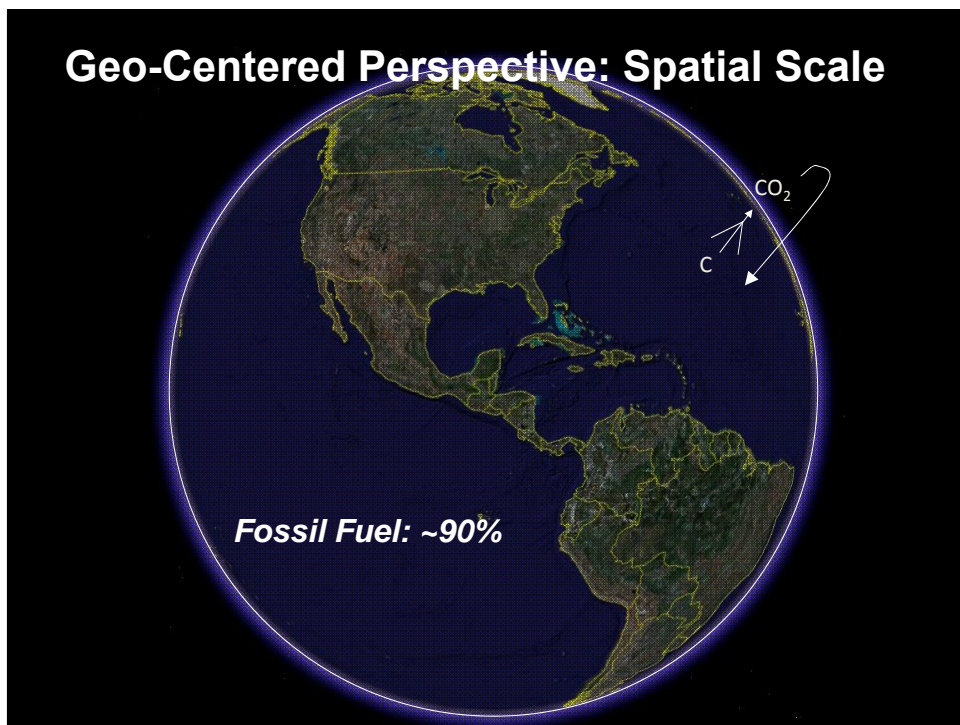 Geo-Centered Perspective: Spatial Scale
CO₂
C
Fossil Fuel: ~90%